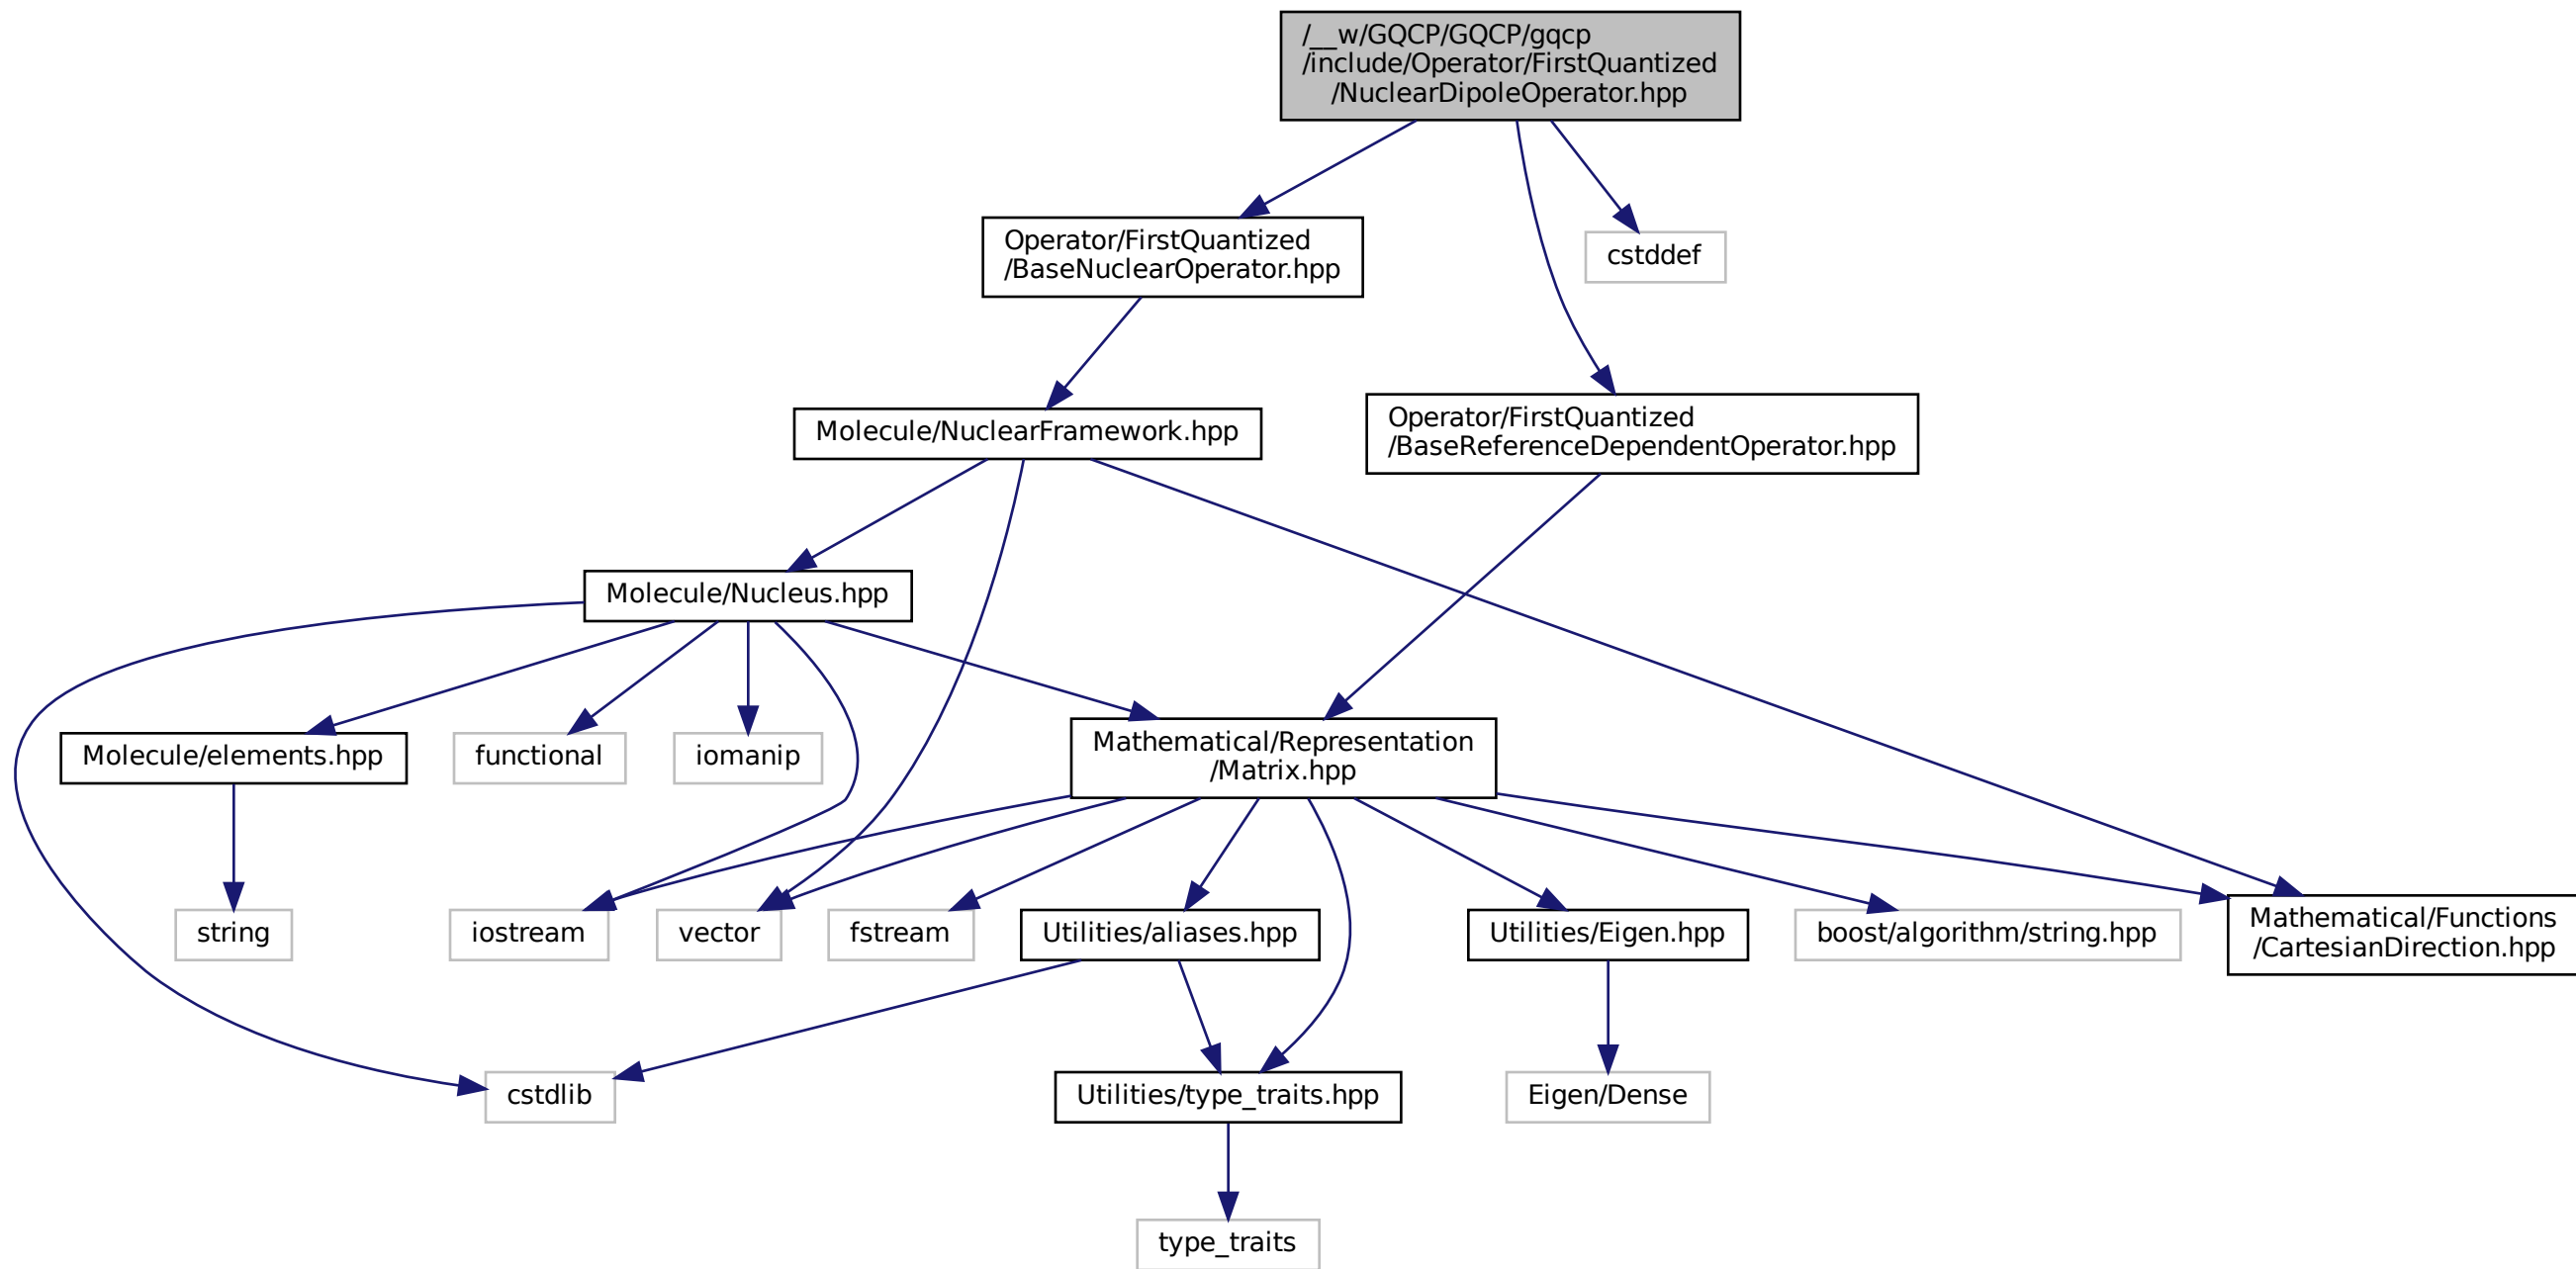 /__w/GQCP/GQCP/gqcp
/include/Operator/FirstQuantized
/NuclearDipoleOperator.hpp
Operator/FirstQuantized
/BaseNuclearOperator.hpp
cstddef
Molecule/NuclearFramework.hpp
Operator/FirstQuantized
/BaseReferenceDependentOperator.hpp
Molecule/Nucleus.hpp
Molecule/elements.hpp
functional
iomanip
Mathematical/Representation
/Matrix.hpp
string
iostream
vector
fstream
Utilities/aliases.hpp
Utilities/Eigen.hpp
boost/algorithm/string.hpp
Mathematical/Functions
/CartesianDirection.hpp
cstdlib
Utilities/type_traits.hpp
Eigen/Dense
type_traits